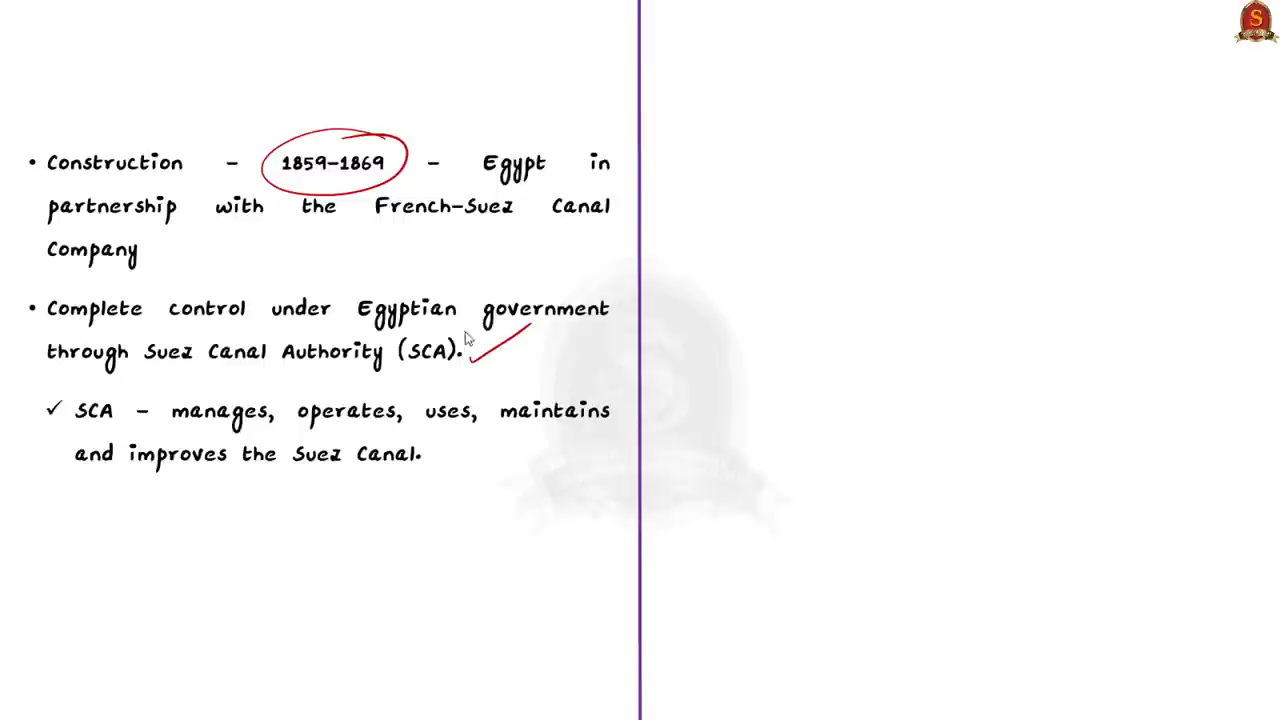 • Construction - 1859-1869 - Egypt in
partnership with the French-Suez Canal
Company
• Complete control under Egyptian government
through Suez Canal Authority (SCA).
✓ SCA - manages, operates, uses, maintains
and improves the Suez Canal.
S